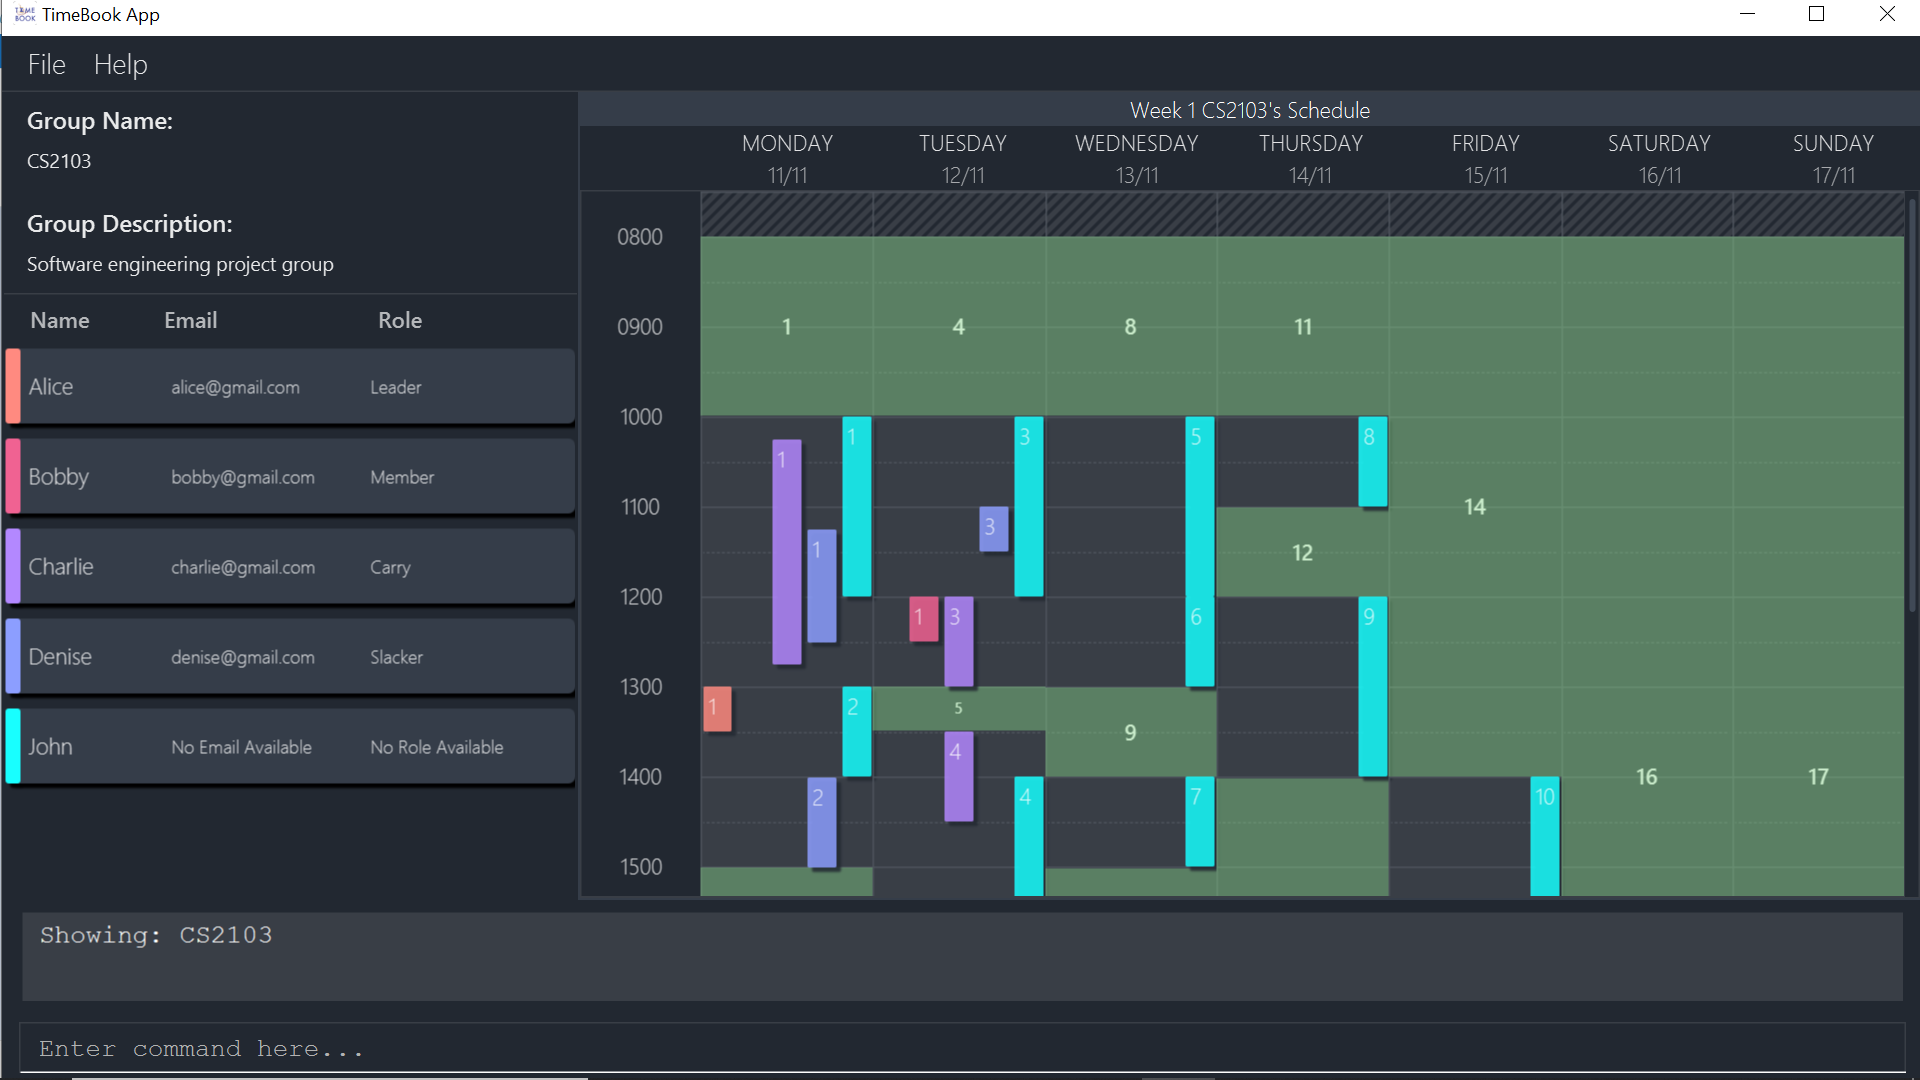 TIME
BOOK
TimeBook App
File Help
Group Name:
CS2103
Group Description:
Software engineering project group
Name Email Role
Alice alice@gmail.com Leader
Bobby bobby@gmail.com Member
Charlie charlie@gmail.com Carry
Denise denise@gmail.com Slacker
John No Email Available No Role Available
Week 1 CS2103's Schedule
MONDAY TUESDAY WEDNESDAY THURSDAY FRIDAY SATURDAY SUNDAY
11/11 12/11 13/11 14/11 15/11 16/11 17/11
0800
0900 1 4 8 11
1000
1 3 5 8
1
1100 14
3
1 12
1200
1 3 6 9
1300
1 2 5
9
4
1400 16 17
2 4 7 10
1500
Showing: CS2103
Enter command here...